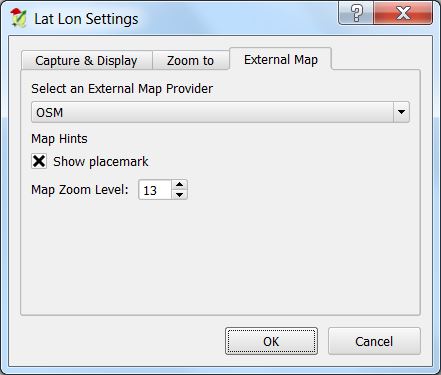 Lat Lon Settings
Capture & Display Zoom to External Map
Select an External Map Provider
OSM
Map Hints
Show placemark
Map Zoom Level: 13
OK Cancel